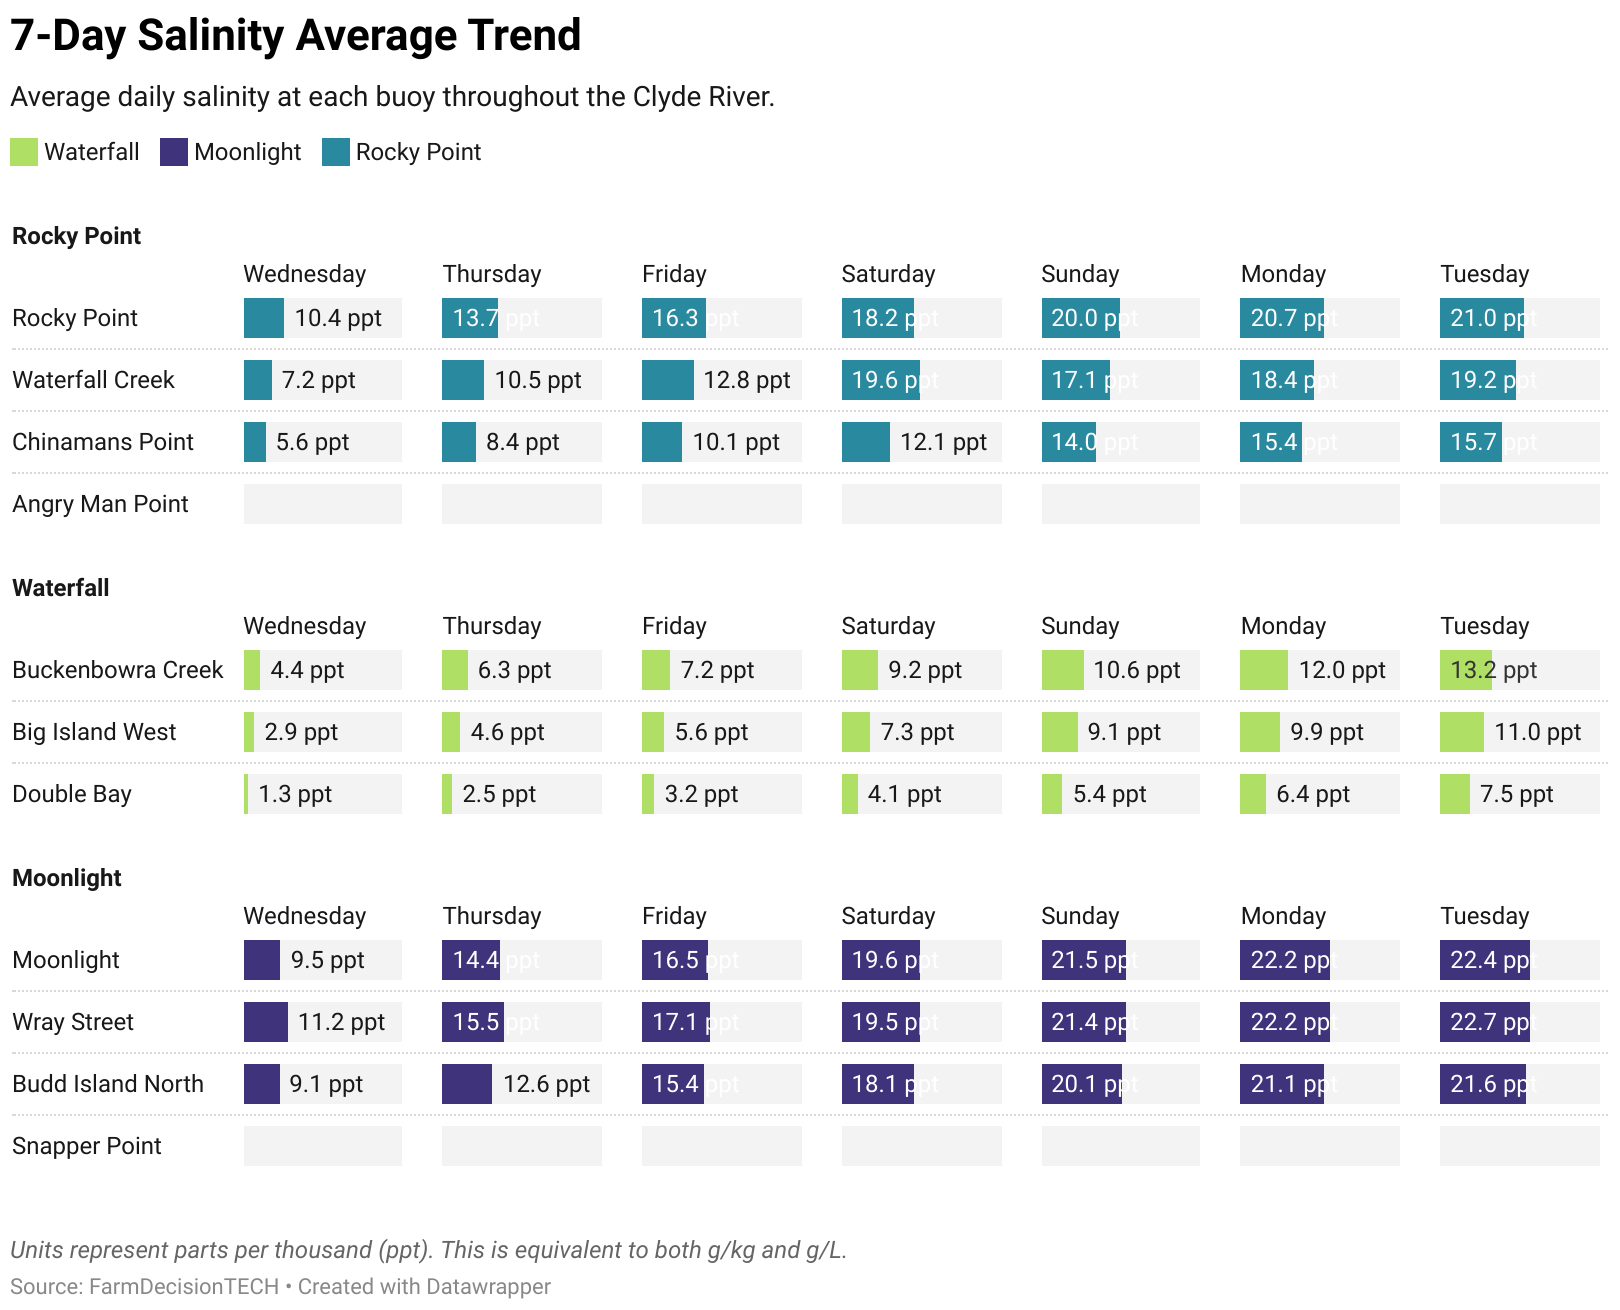 7-Day Salinity Average Trend
Average daily salinity at each buoy throughout the Clyde River.
Waterfall Moonlight Rocky Point
Rocky Point
Wednesday Thursday Friday Saturday Sunday Monday Tuesday
Rocky Point 10.4 ppt 13.7 ppt 16.3 ppt 18.2 ppt 20.0 ppt 20.7 ppt 21.0 ppt
Waterfall Creek 7.2 ppt 10.5 ppt 12.8 ppt 19.6 ppt 17.1 ppt 18.4 ppt 19.2 ppt
Chinamans Point 5.6 ppt 8.4 ppt 10.1 ppt 12.1 ppt 14.0 ppt 15.4 ppt 15.7 ppt
Angry Man Point
Waterfall
Wednesday Thursday Friday Saturday Sunday Monday Tuesday
Buckenbowra Creek 4.4 ppt 6.3 ppt 7.2 ppt 9.2 ppt 10.6 ppt 12.0 ppt 13.2 ppt
Big Island West 2.9 ppt 4.6 ppt 5.6 ppt 7.3 ppt 9.1 ppt 9.9 ppt 11.0 ppt
Double Bay 1.3 ppt 2.5 ppt 3.2 ppt 4.1 ppt 5.4 ppt 6.4 ppt 7.5 ppt
Moonlight
Wednesday Thursday Friday Saturday Sunday Monday Tuesday
Moonlight 9.5 ppt 14.4 ppt 16.5 ppt 19.6 ppt 21.5 ppt 22.2 ppt 22.4 ppt
Wray Street 11.2 ppt 15.5 ppt 17.1 ppt 19.5 ppt 21.4 ppt 22.2 ppt 22.7 ppt
Budd Island North 9.1 ppt 12.6 ppt 15.4 ppt 18.1 ppt 20.1 ppt 21.1 ppt 21.6 ppt
Snapper Point
Units represent parts per thousand (ppt). This is equivalent to both g/kg and g/L.
Source: FarmDecisionTECH • Created with Datawrapper